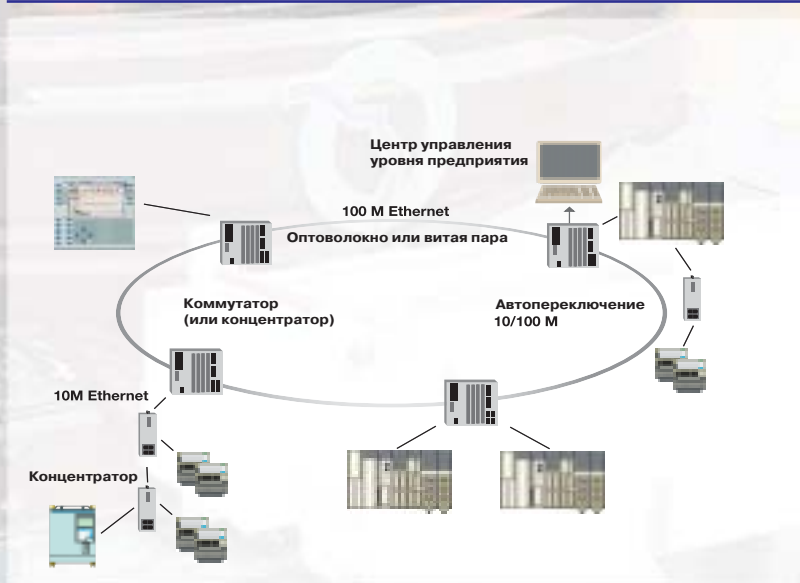 Центр управления
уровня предприятия
100 M Ethernet
Оптоволокно или витая пара
Коммутатор
(или концентратор)
Автопереключение
10/100 M
10M Ethernet
Концентратор